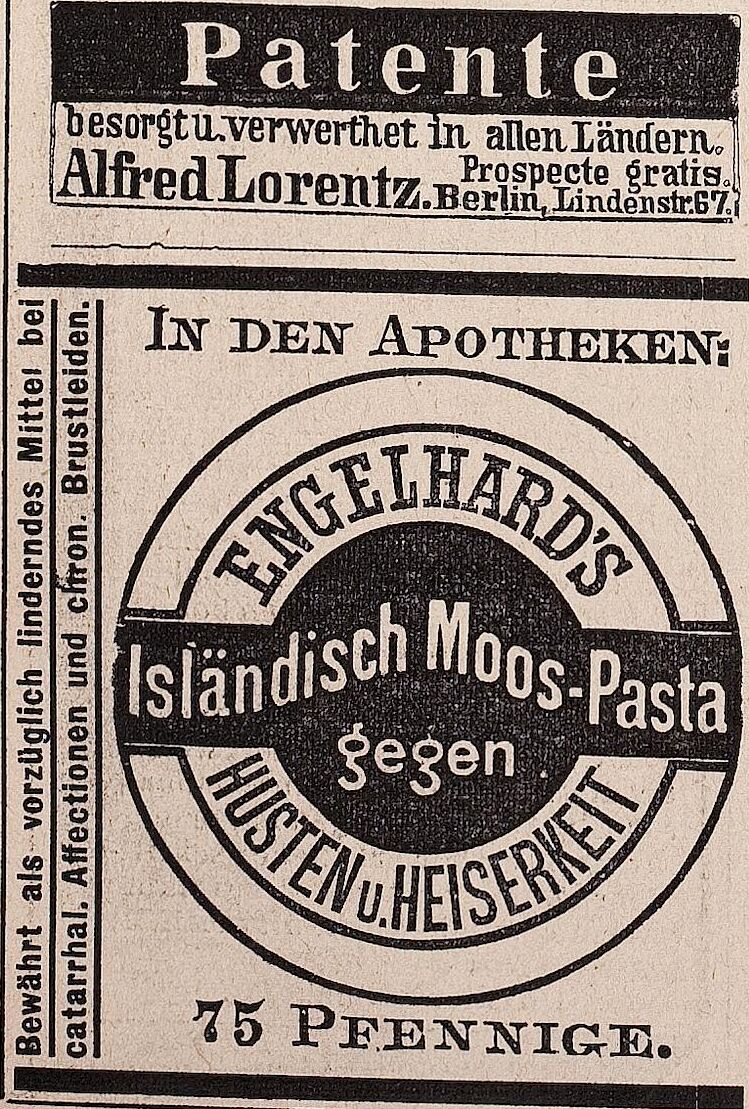 Patente
besorgt u. verwerthet in allen Ländern.
Alfred Lorentz. Prospecte gratis.
Berlin, Lindenstr. 67.
Bewährt als vorzüglich linderndes Mittel bei
catarrhal. Affectionen und chron. Brustleiden.
IN DEN APOTHEKEN:
ENGELHARD'S
Isländisch Moos-Pasta
gegen
HUSTEN u. HEISERKEIT
75 PFENNIGE.